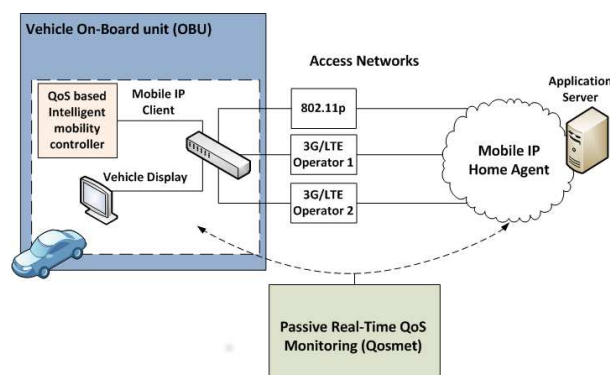 Vehicle On-Board unit (OBU)
Access Networks
Application
Server
QoS based
Intelligent
mobility
controller
Mobile IP
Client
Vehicle Display
802.11p
3G/LTE
Operator 1
3G/LTE
Operator 2
Mobile IP
Home Agent
Passive Real-Time QoS
Monitoring (Qosmet)